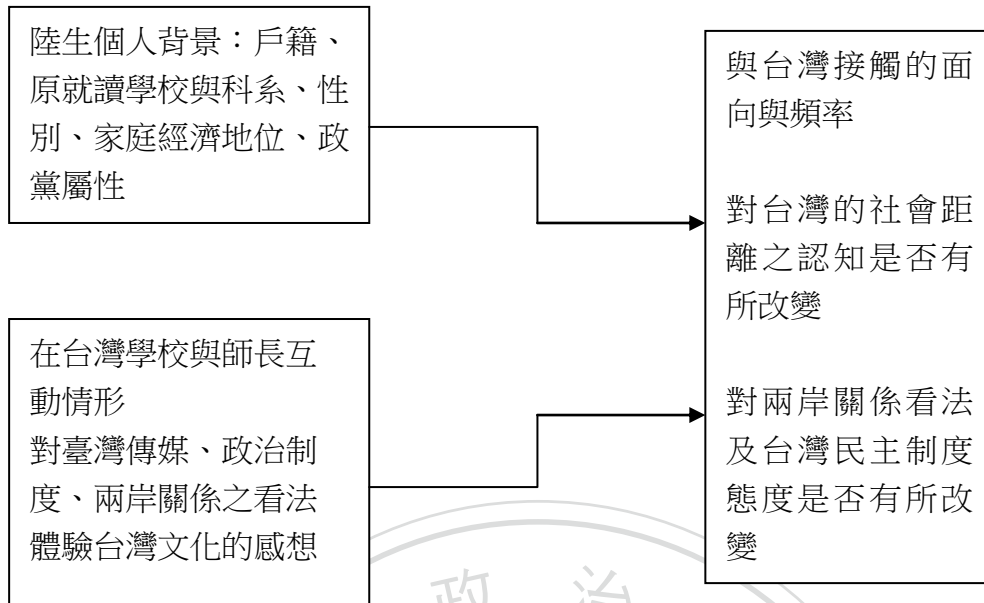 陸生個人背景：戶籍、
原就讀學校與科系、性
別、家庭經濟地位、政
黨屬性
在台灣學校與師長互
動情形
對臺灣傳媒、政治制
度、兩岸關係之看法
體驗台灣文化的感想
與台灣接觸的面
向與頻率
對台灣的社會距
離之認知是否有
所改變
對兩岸關係看法
及台灣民主制度
態度是否有所改
變
政 治